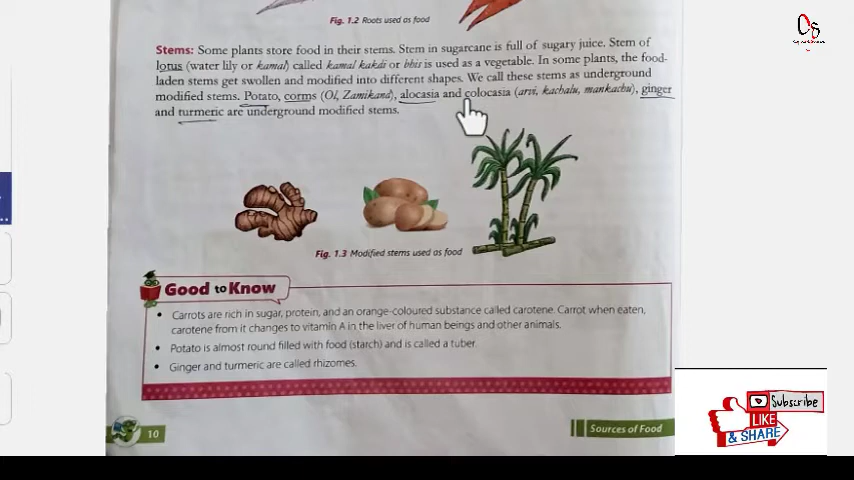 Fig. 1.2 Roots used as food
Stems: Some plants store food in their stems. Stem in sugarcane is full of sugary juice. Stem of
lotus (water lily or kamal) called kamal kakdi or bhis is used as a vegetable. In some plants, the food-
laden stems get swollen and modified into different shapes. We call these stems as underground
modified stems. Potato, corms (Ol, Zamikand), alocasia and colocasia (arvi, kachalu, mankachu), ginger
and turmeric are underground modified stems.
Fig. 1.3 Modified stems used as food
Good to Know
• Carrots are rich in sugar, protein, and an orange-coloured substance called carotene. Carrot when eaten,
carotene from it changes to vitamin A in the liver of human beings and other animals.
• Potato is almost round filled with food (starch) and is called a tuber.
• Ginger and turmeric are called rhizomes.
10
Sources of Food
Subscribe
LIKE
& SHARE